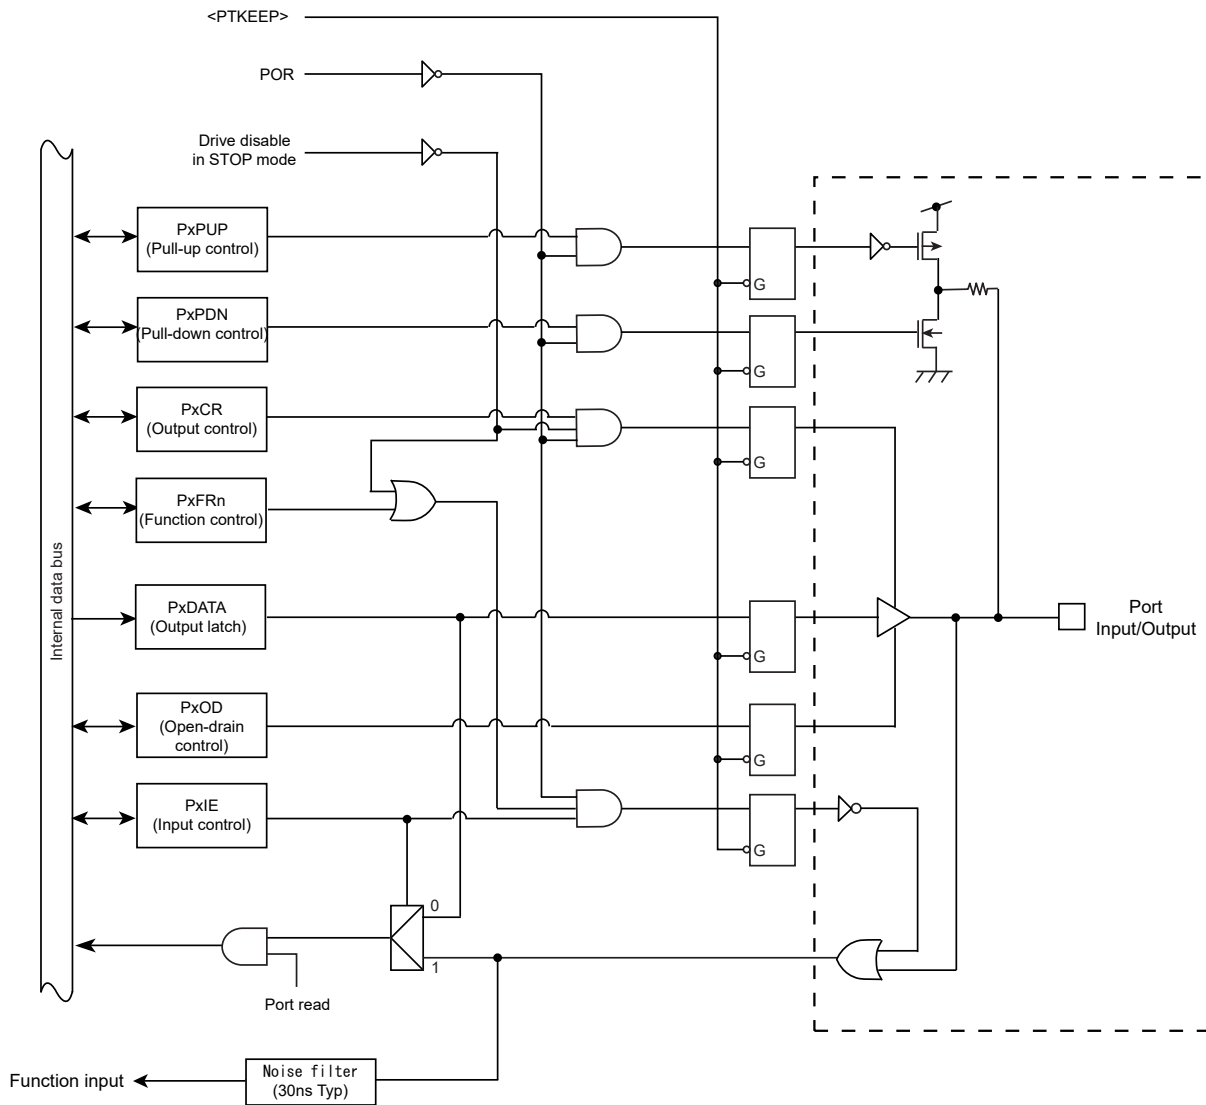 <PTKEEP>
POR
Drive disable
in STOP mode
PxPUP
(Pull-up control)
G
PxPDN
(Pull-down control)
G
PxCR
(Output control)
G
PxFRn
(Function control)
Internal data bus
PxDATA
(Output latch)
G
Port
Input/Output
PxOD
(Open-drain
control)
G
PxIE
(Input control)
G
0
1
Port read
Function input
Noise filter
(30ns Typ)